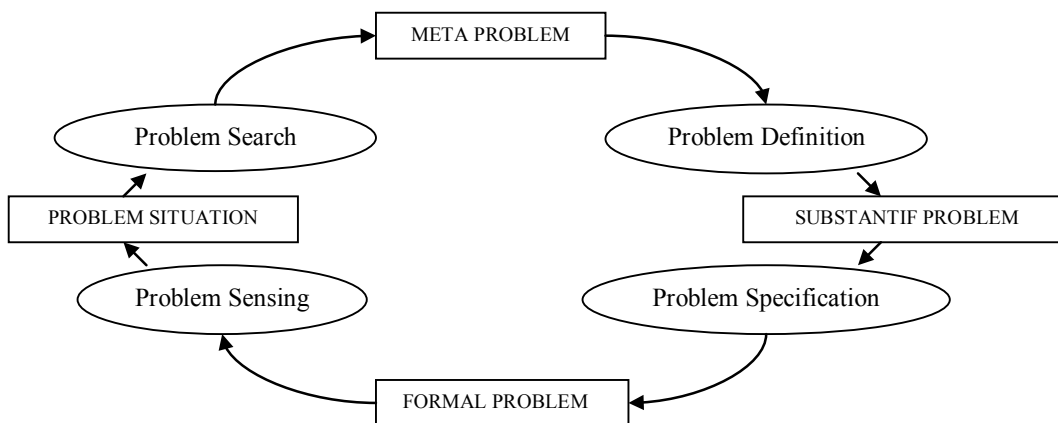 META PROBLEM
Problem Search
Problem Definition
PROBLEM SITUATION
SUBSTANTIF PROBLEM
Problem Sensing
Problem Specification
FORMAL PROBLEM